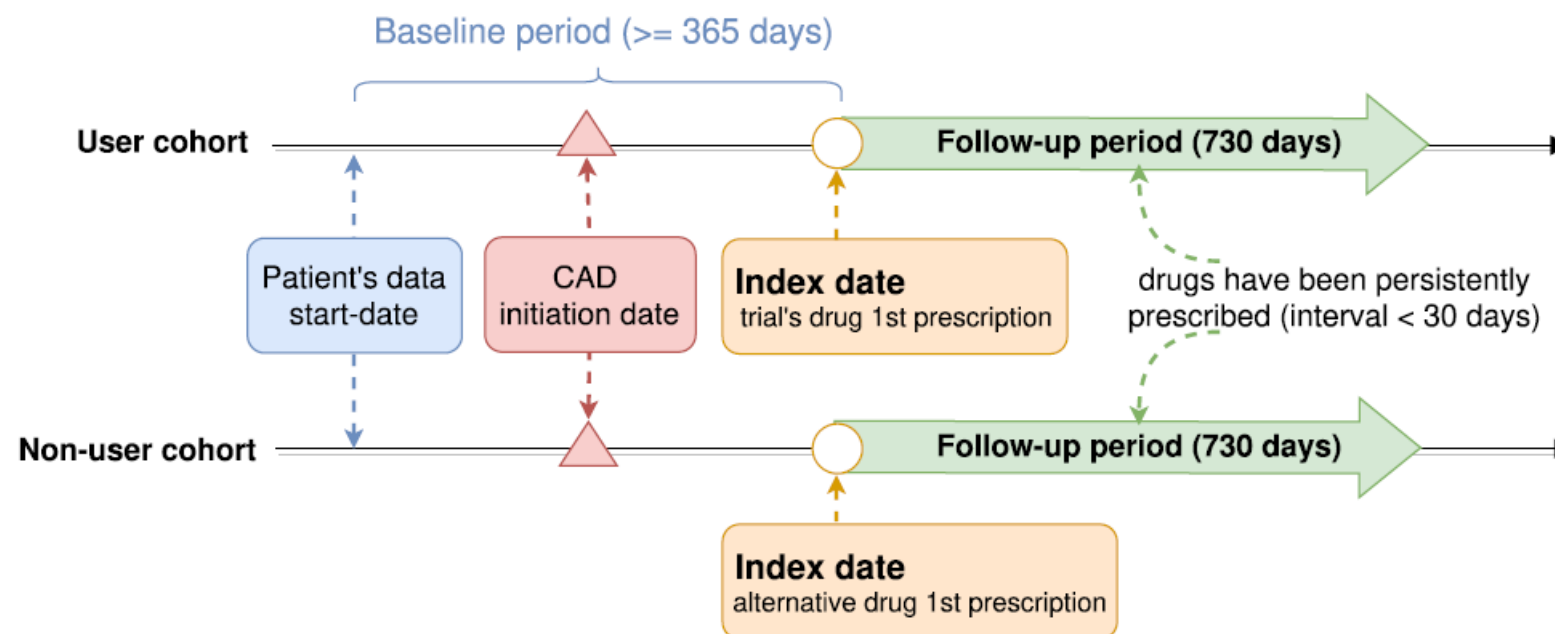 Baseline period (>= 365 days)
User cohort
Follow-up period (730 days)
Patient's data
start-date
CAD
initiation date
Index date
trial's drug 1st prescription
drugs have been persistently
prescribed (interval < 30 days)
Non-user cohort
Follow-up period (730 days)
Index date
alternative drug 1st prescription